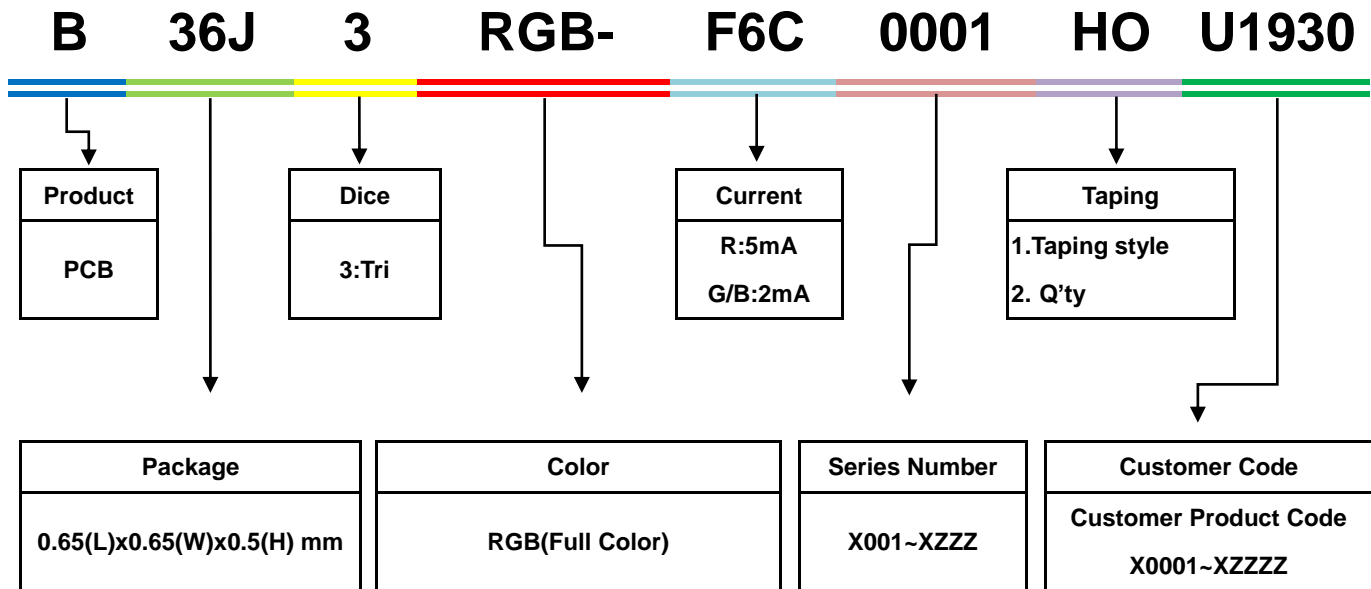 B 36J 3 RGB- F6C 0001 HO U1930
Product
PCB
Dice
3:Tri
Current
R:5mA
G/B:2mA
Taping
1.Taping style
2. Q’ty
Package
0.65(L)x0.65(W)x0.5(H) mm
Color
RGB(Full Color)
Series Number
X001~XZZZ
Customer Code
Customer Product Code
X0001~XZZZZ